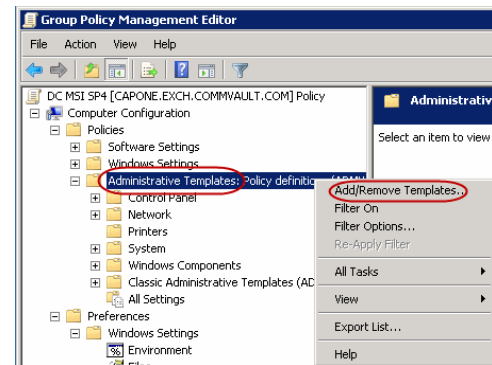 Group Policy Management Editor
File Action View Help
DC MSI SP4 [CAPONE.EXCH.COMMVAULT.COM] Policy
Computer Configuration
Policies
Software Settings
Windows Settings
Administrative Templates: Policy
Control Panel
Network
Printers
System
Windows Components
Classic Administrative Templates (AD
All Settings
Preferences
Windows Settings
Environment
Administrativ
Select an item to view
Add/Remove Templates...
Filter On
Filter Options...
Re-Apply Filter
All Tasks
View
Export List...
Help